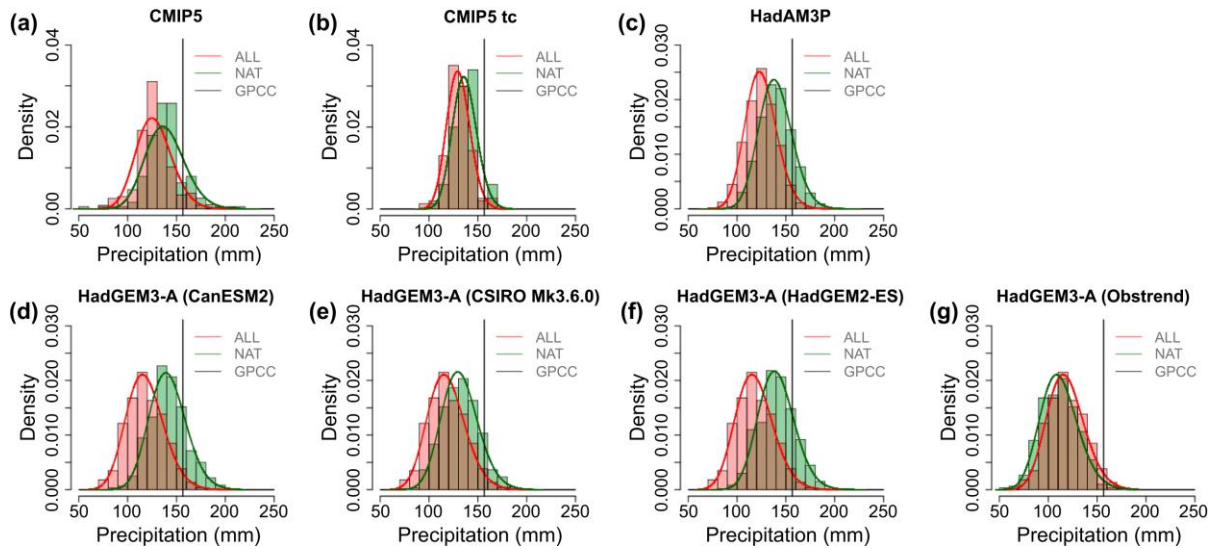 (a) CMIP5
Density
0.00 0.02 0.04
ALL
NAT
GPCC
50 100 150 200 250
Precipitation (mm)
(b) CMIP5 tc
Density
0.00 0.02 0.04
ALL
NAT
GPCC
50 100 150 200 250
Precipitation (mm)
(c) HadAM3P
Density
0.000 0.010 0.020 0.030
ALL
NAT
GPCC
50 100 150 200 250
Precipitation (mm)
(d) HadGEM3-A (CanESM2)
Density
0.000 0.010 0.020 0.030
ALL
NAT
GPCC
50 100 150 200 250
Precipitation (mm)
(e) HadGEM3-A (CSIRO Mk3.6.0)
Density
0.000 0.010 0.020 0.030
ALL
NAT
GPCC
50 100 150 200 250
Precipitation (mm)
(f) HadGEM3-A (HadGEM2-ES)
Density
0.000 0.010 0.020 0.030
ALL
NAT
GPCC
50 100 150 200 250
Precipitation (mm)
(g) HadGEM3-A (Obstrend)
Density
0.000 0.010 0.020 0.030
ALL
NAT
GPCC
50 100 150 200 250
Precipitation (mm)